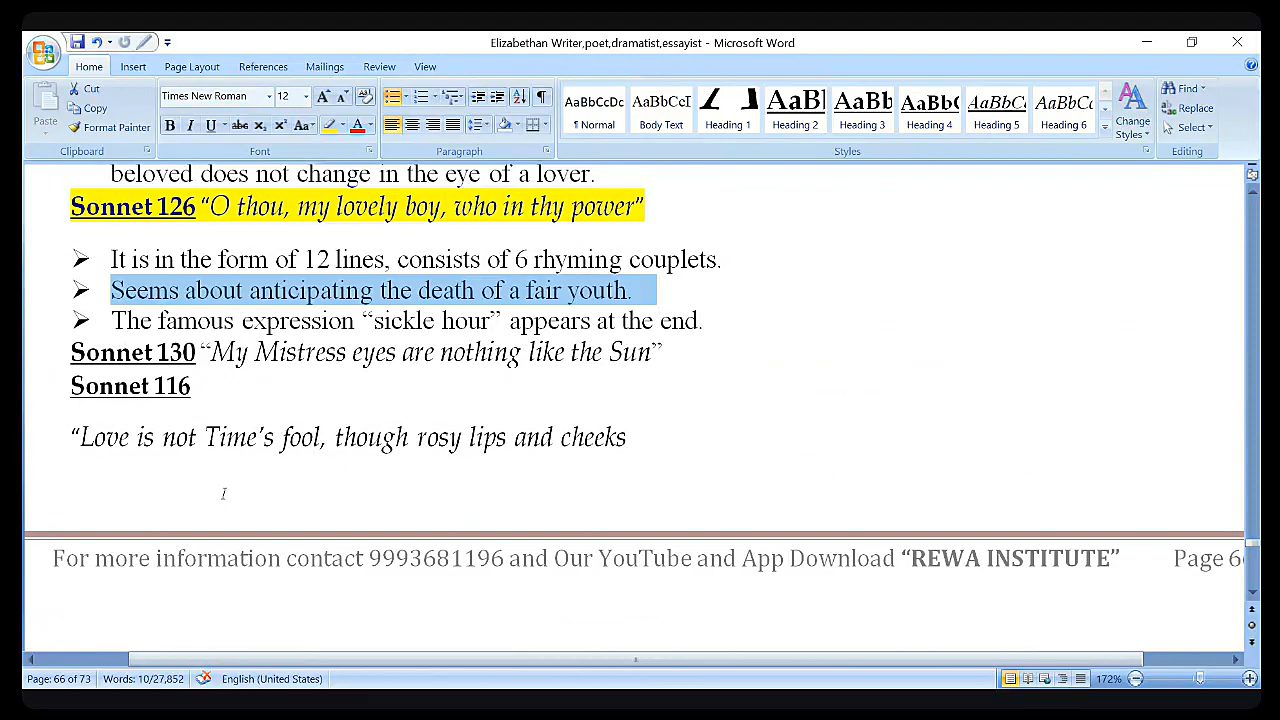 Elizabethan Writer,poet,dramatist,essayist - Microsoft Word
Home Insert Page Layout References Mailings Review View
Paste Cut Copy Format Painter Clipboard
Times New Roman 12 Font
Paragraph
AaBbCcDc ¶ Normal AaBbCcI Body Text Heading 1 AaBl Heading 2 AaBb Heading 3 AaBbC Heading 4 AaBbC Heading 5 AaBbC Heading 6 Change Styles Styles
Find Replace Select Editing
beloved does not change in the eye of a lover.
Sonnet 126 “O thou, my lovely boy, who in thy power”
It is in the form of 12 lines, consists of 6 rhyming couplets.
Seems about anticipating the death of a fair youth.
The famous expression “sickle hour” appears at the end.
Sonnet 130 “My Mistress eyes are nothing like the Sun”
Sonnet 116
“Love is not Time’s fool, though rosy lips and cheeks
For more information contact 9993681196 and Our YouTube and App Download “REWA INSTITUTE” Page 6
Page: 66 of 73 Words: 10/27,852 English (United States) 172%